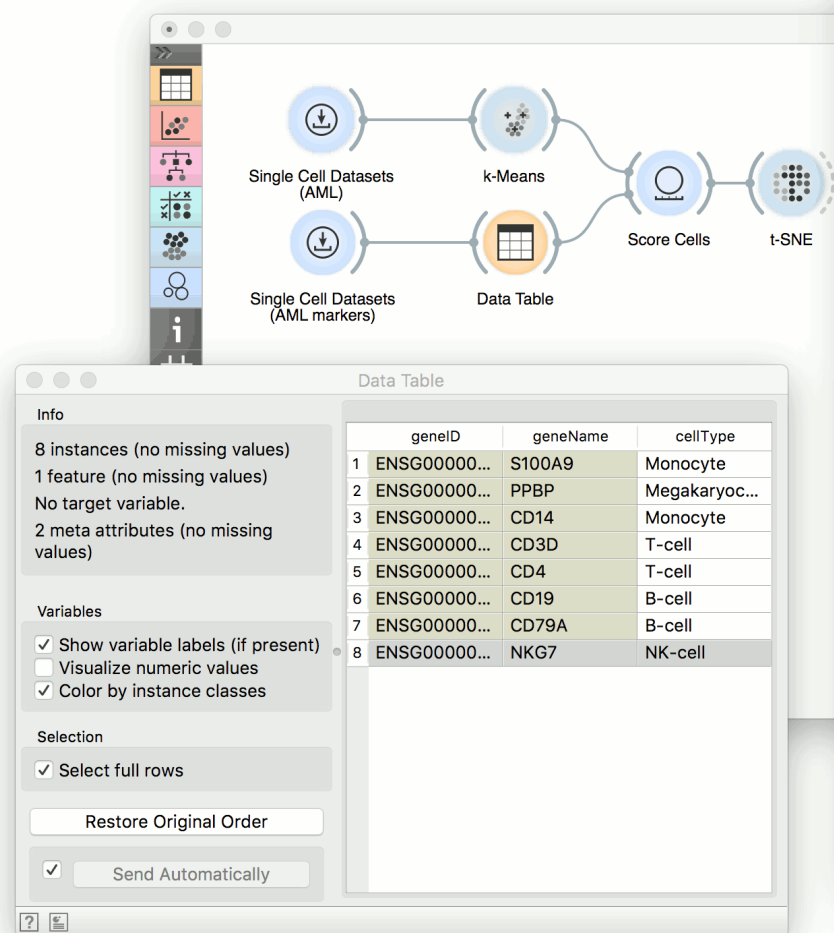 Single Cell Datasets
(AML)
k-Means
Score Cells
t-SNE
Single Cell Datasets
(AML markers)
Data Table
Data Table
Info
8 instances (no missing values)
1 feature (no missing values)
No target variable.
2 meta attributes (no missing
values)
Variables
Show variable labels (if present)
Visualize numeric values
Color by instance classes
Selection
Select full rows
Restore Original Order
Send Automatically
geneID geneName cellType
1 ENSG00000... S100A9 Monocyte
2 ENSG00000... PPBP Megakaryoc...
3 ENSG00000... CD14 Monocyte
4 ENSG00000... CD3D T-cell
5 ENSG00000... CD4 T-cell
6 ENSG00000... CD19 B-cell
7 ENSG00000... CD79A B-cell
8 ENSG00000... NKG7 NK-cell